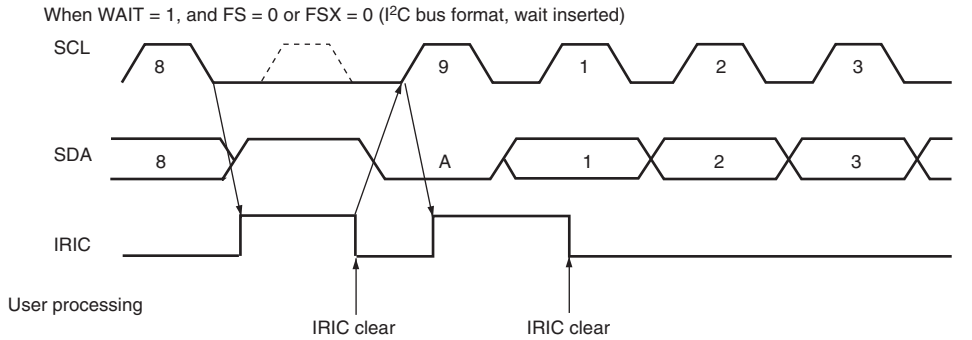 When WAIT = 1, and FS = 0 or FSX = 0 (I²C bus format, wait inserted)
SCL 8 9 1 2 3
SDA 8 A 1 2 3
IRIC
User processing
IRIC clear IRIC clear